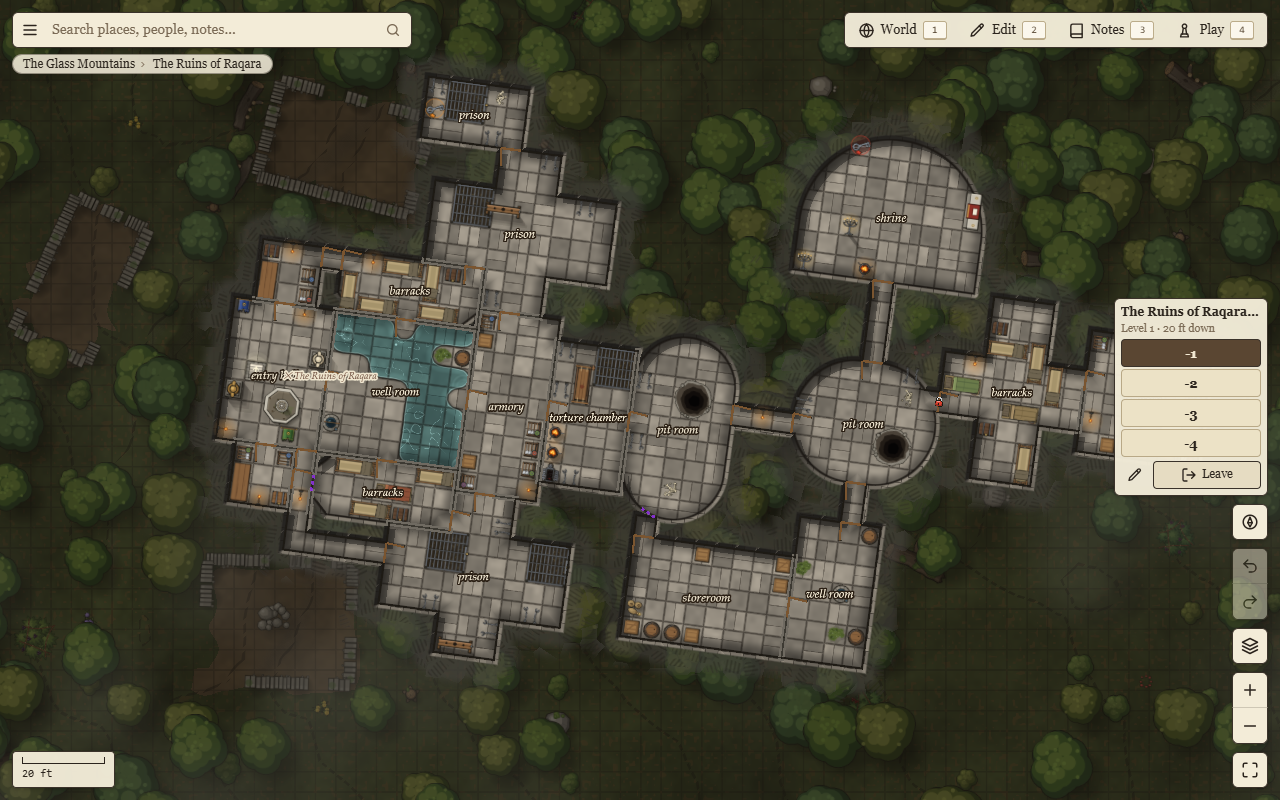 Search places, people, notes...
World 1
Edit 2
Notes 3
Play 4
The Glass Mountains › The Ruins of Raqara
prison
prison
shrine
barracks
The Ruins of Raqara...
Level 1 · 20 ft down
-1
-2
-3
-4
Leave
entry
The Ruins of Raqara
well room
armory
torture chamber
pit room
pit room
barracks
barracks
prison
storeroom
well room
20 ft